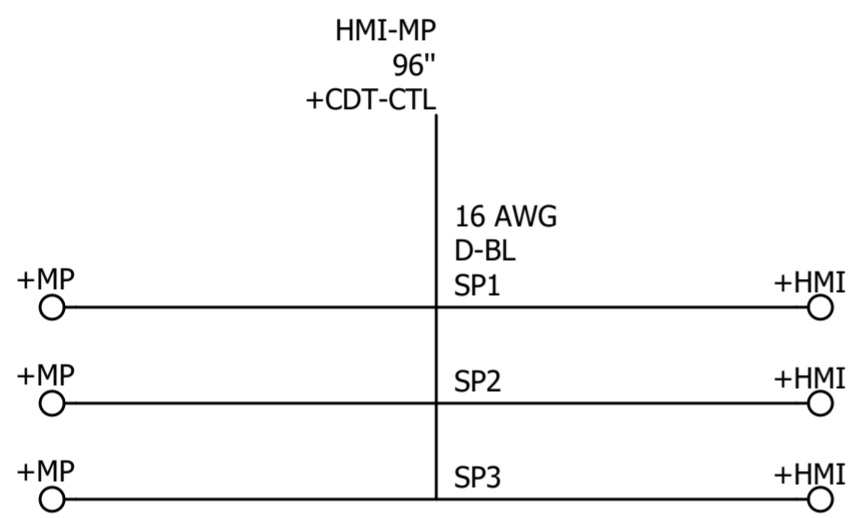 HMI-MP
96"
+CDT-CTL
16 AWG
D-BL
+MP
SP1
+HMI
+MP
SP2
+HMI
+MP
SP3
+HMI